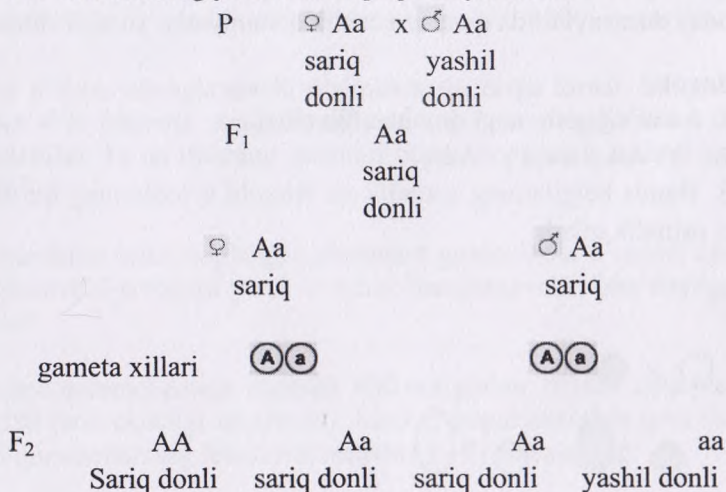 P ♀ Aa x ♂ Aa
sariq yashil
donli donli
F₁ Aa
sariq
donli
♀ Aa ♂ Aa
sariq sariq
gameta xillari A a A a
F₂ AA Aa Aa aa
Sariq donli sariq donli sariq donli yashil donli